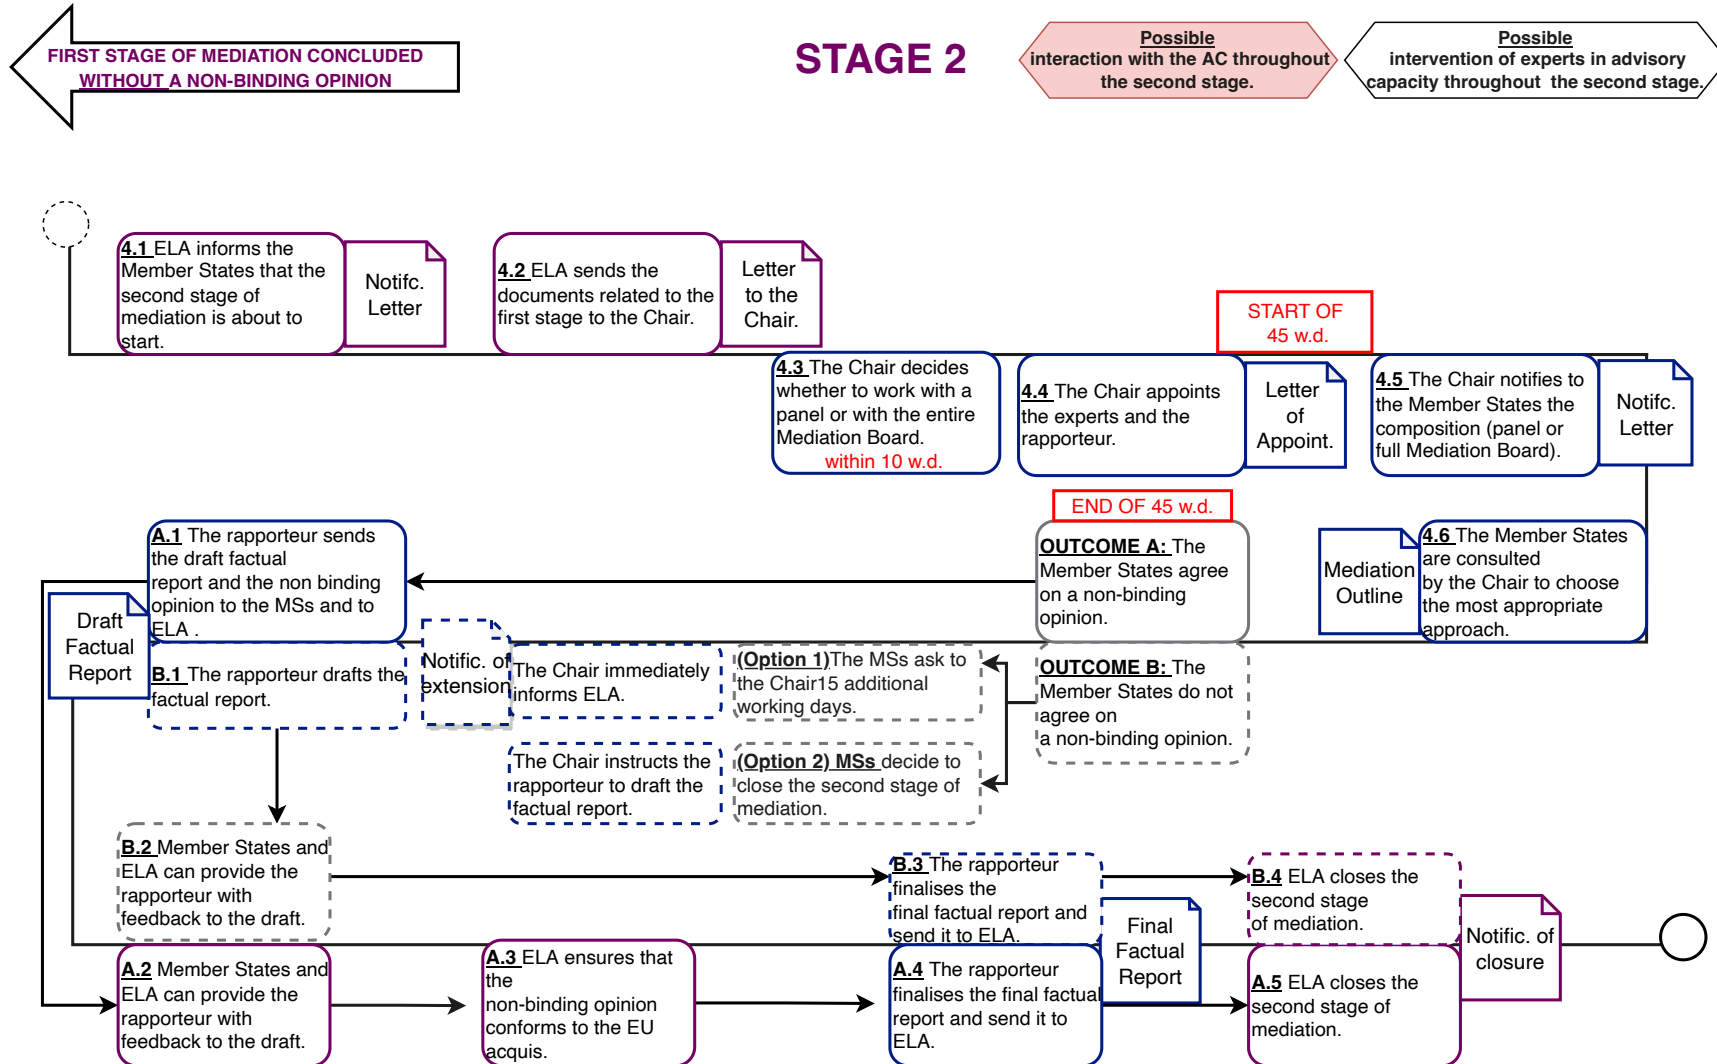 FIRST STAGE OF MEDIATION CONCLUDED
WITHOUT A NON-BINDING OPINION
STAGE 2
Possible
interaction with the AC throughout
the second stage.
Possible
intervention of experts in advisory
capacity throughout the second stage.
4.1 ELA informs the
Member States that the
second stage of
mediation is about to
start.
Notifc.
Letter
4.2 ELA sends the
documents related to the
first stage to the Chair.
Letter
to the
Chair.
START OF
45 w.d.
4.3 The Chair decides
whether to work with a
panel or with the entire
Mediation Board.
within 10 w.d.
4.4 The Chair appoints
the experts and the
rapporteur.
Letter
of
Appoint.
4.5 The Chair notifies to
the Member States the
composition (panel or
full Mediation Board).
Notifc.
Letter
END OF 45 w.d.
A.1 The rapporteur sends
the draft factual
report and the non binding
opinion to the MSs and to
ELA .
OUTCOME A: The
Member States agree
on a non-binding
opinion.
Mediation
Outline
4.6 The Member States
are consulted
by the Chair to choose
the most appropriate
approach.
Draft
Factual
Report
B.1 The rapporteur drafts the
factual report.
Notific. of
extension
The Chair immediately
informs ELA.
(Option 1)The MSs ask to
the Chair15 additional
working days.
OUTCOME B: The
Member States do not
agree on
a non-binding opinion.
The Chair instructs the
rapporteur to draft the
factual report.
(Option 2) MSs decide to
close the second stage of
mediation.
B.2 Member States and
ELA can provide the
rapporteur with
feedback to the draft.
B.3 The rapporteur
finalises the
final factual report and
send it to ELA.
B.4 ELA closes the
second stage
of mediation.
Final
Factual
Report
Notific. of
closure
A.2 Member States and
ELA can provide the
rapporteur with
feedback to the draft.
A.3 ELA ensures that
the
non-binding opinion
conforms to the EU
acquis.
A.4 The rapporteur
finalises the final factual
report and send it to
ELA.
A.5 ELA closes the
second stage of
mediation.